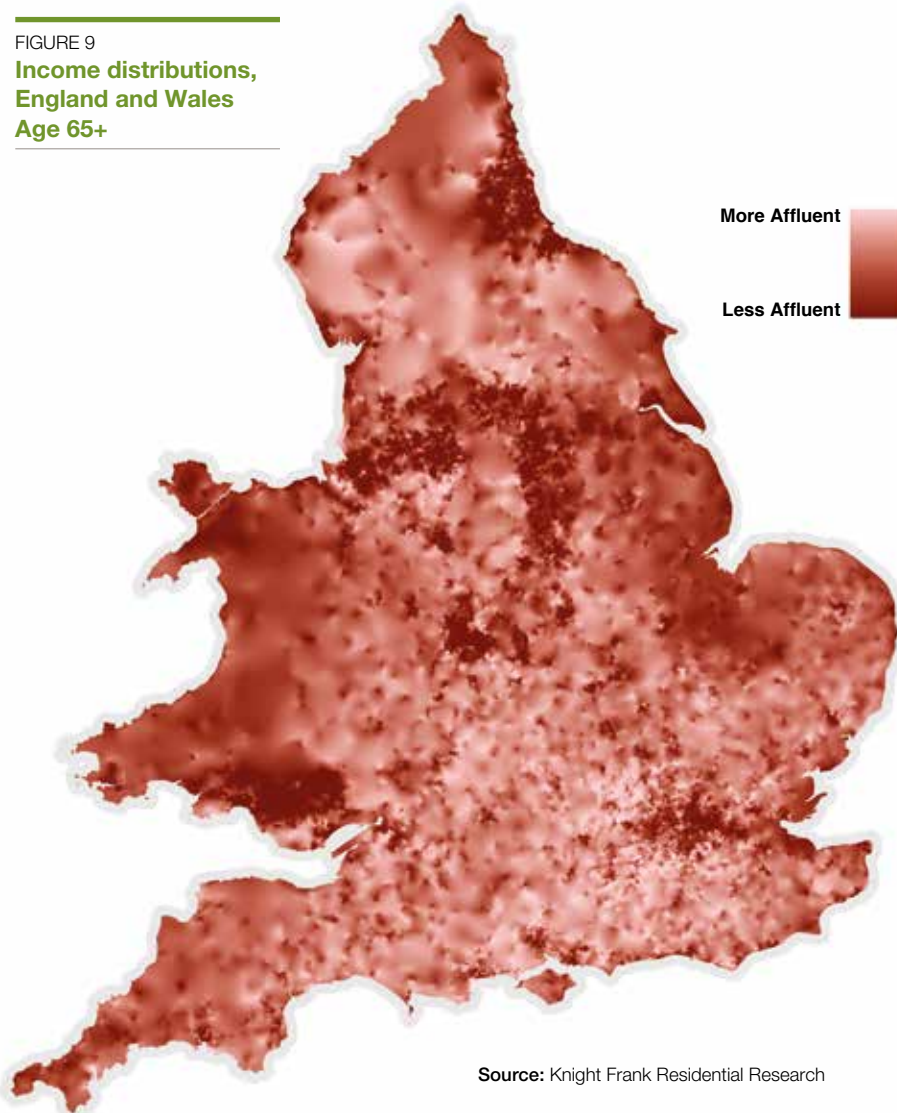 FIGURE 9
Income distributions,
England and Wales
Age 65+
More Affluent
Less Affluent
Source: Knight Frank Residential Research